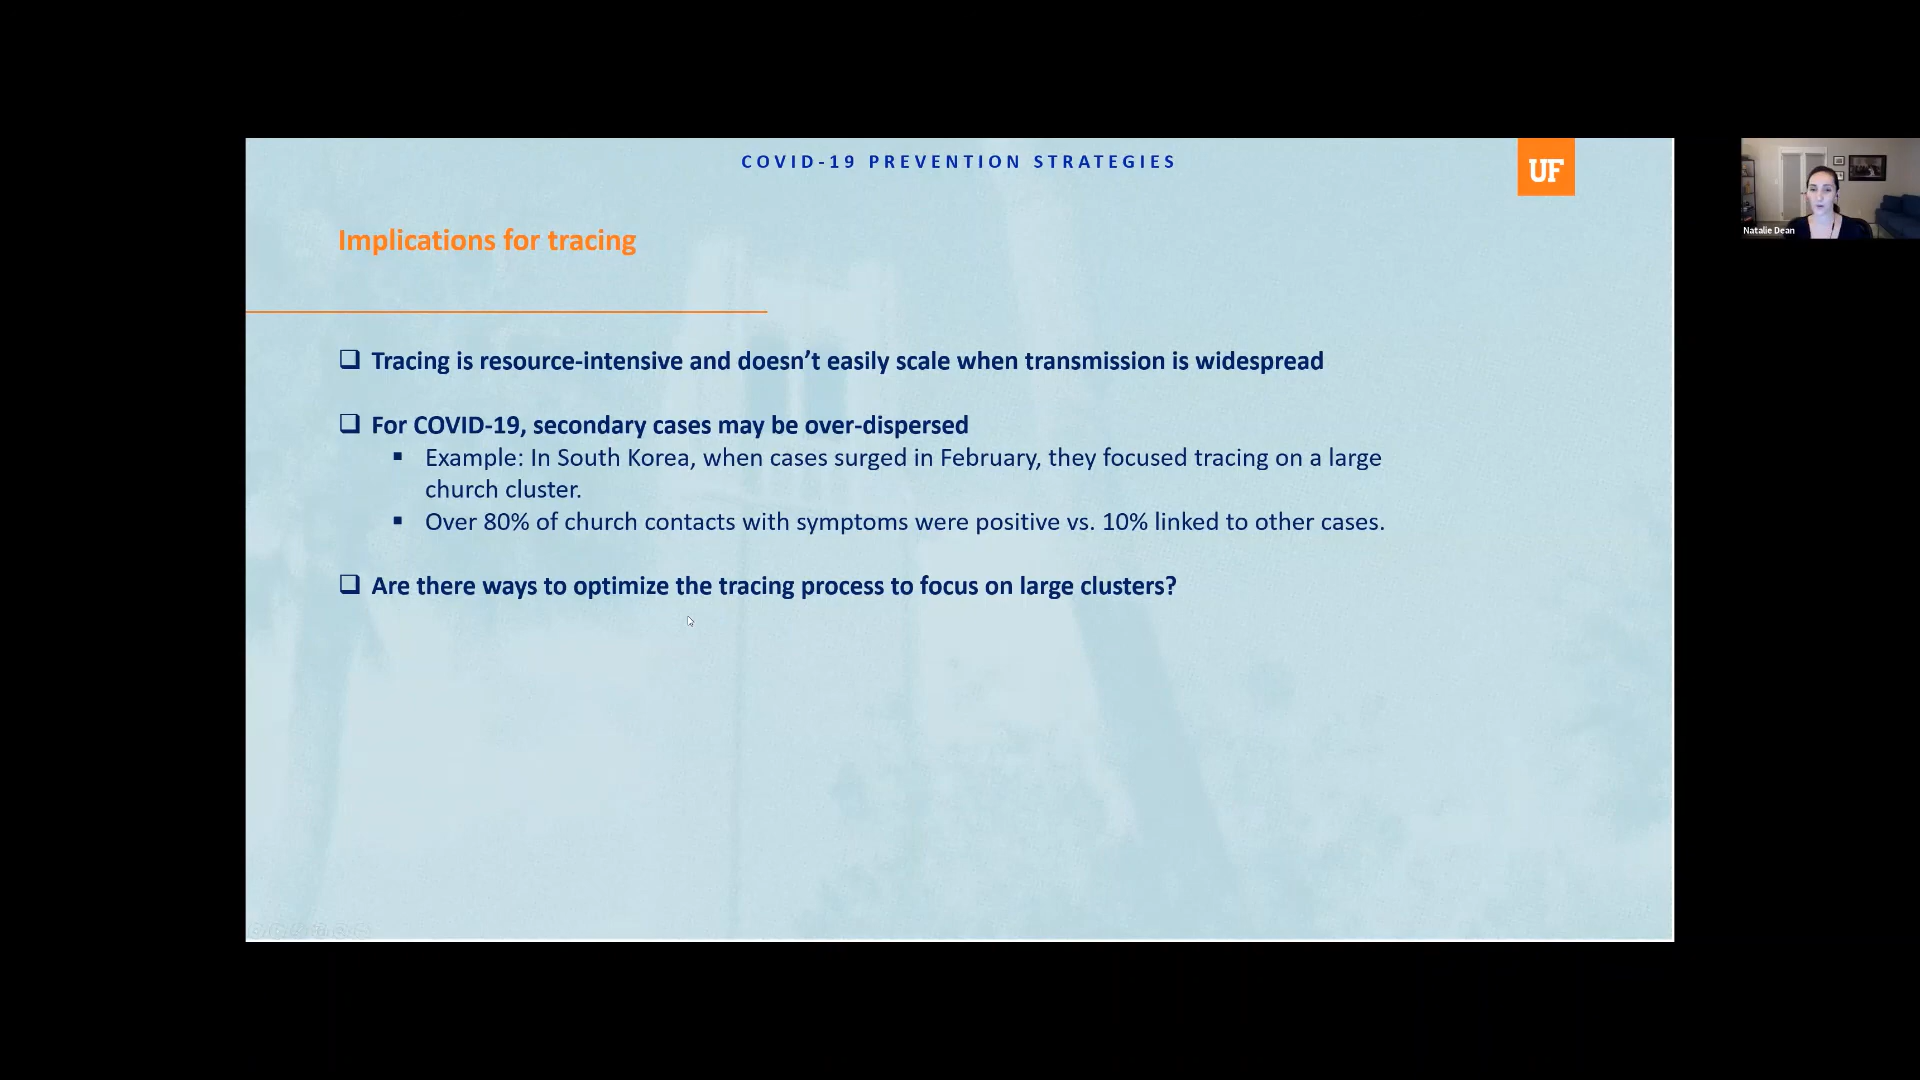 COVID-19 PREVENTION STRATEGIES
UF
Implications for tracing
Natalie Dean
Tracing is resource-intensive and doesn’t easily scale when transmission is widespread
For COVID-19, secondary cases may be over-dispersed
Example: In South Korea, when cases surged in February, they focused tracing on a large
church cluster.
Over 80% of church contacts with symptoms were positive vs. 10% linked to other cases.
Are there ways to optimize the tracing process to focus on large clusters?